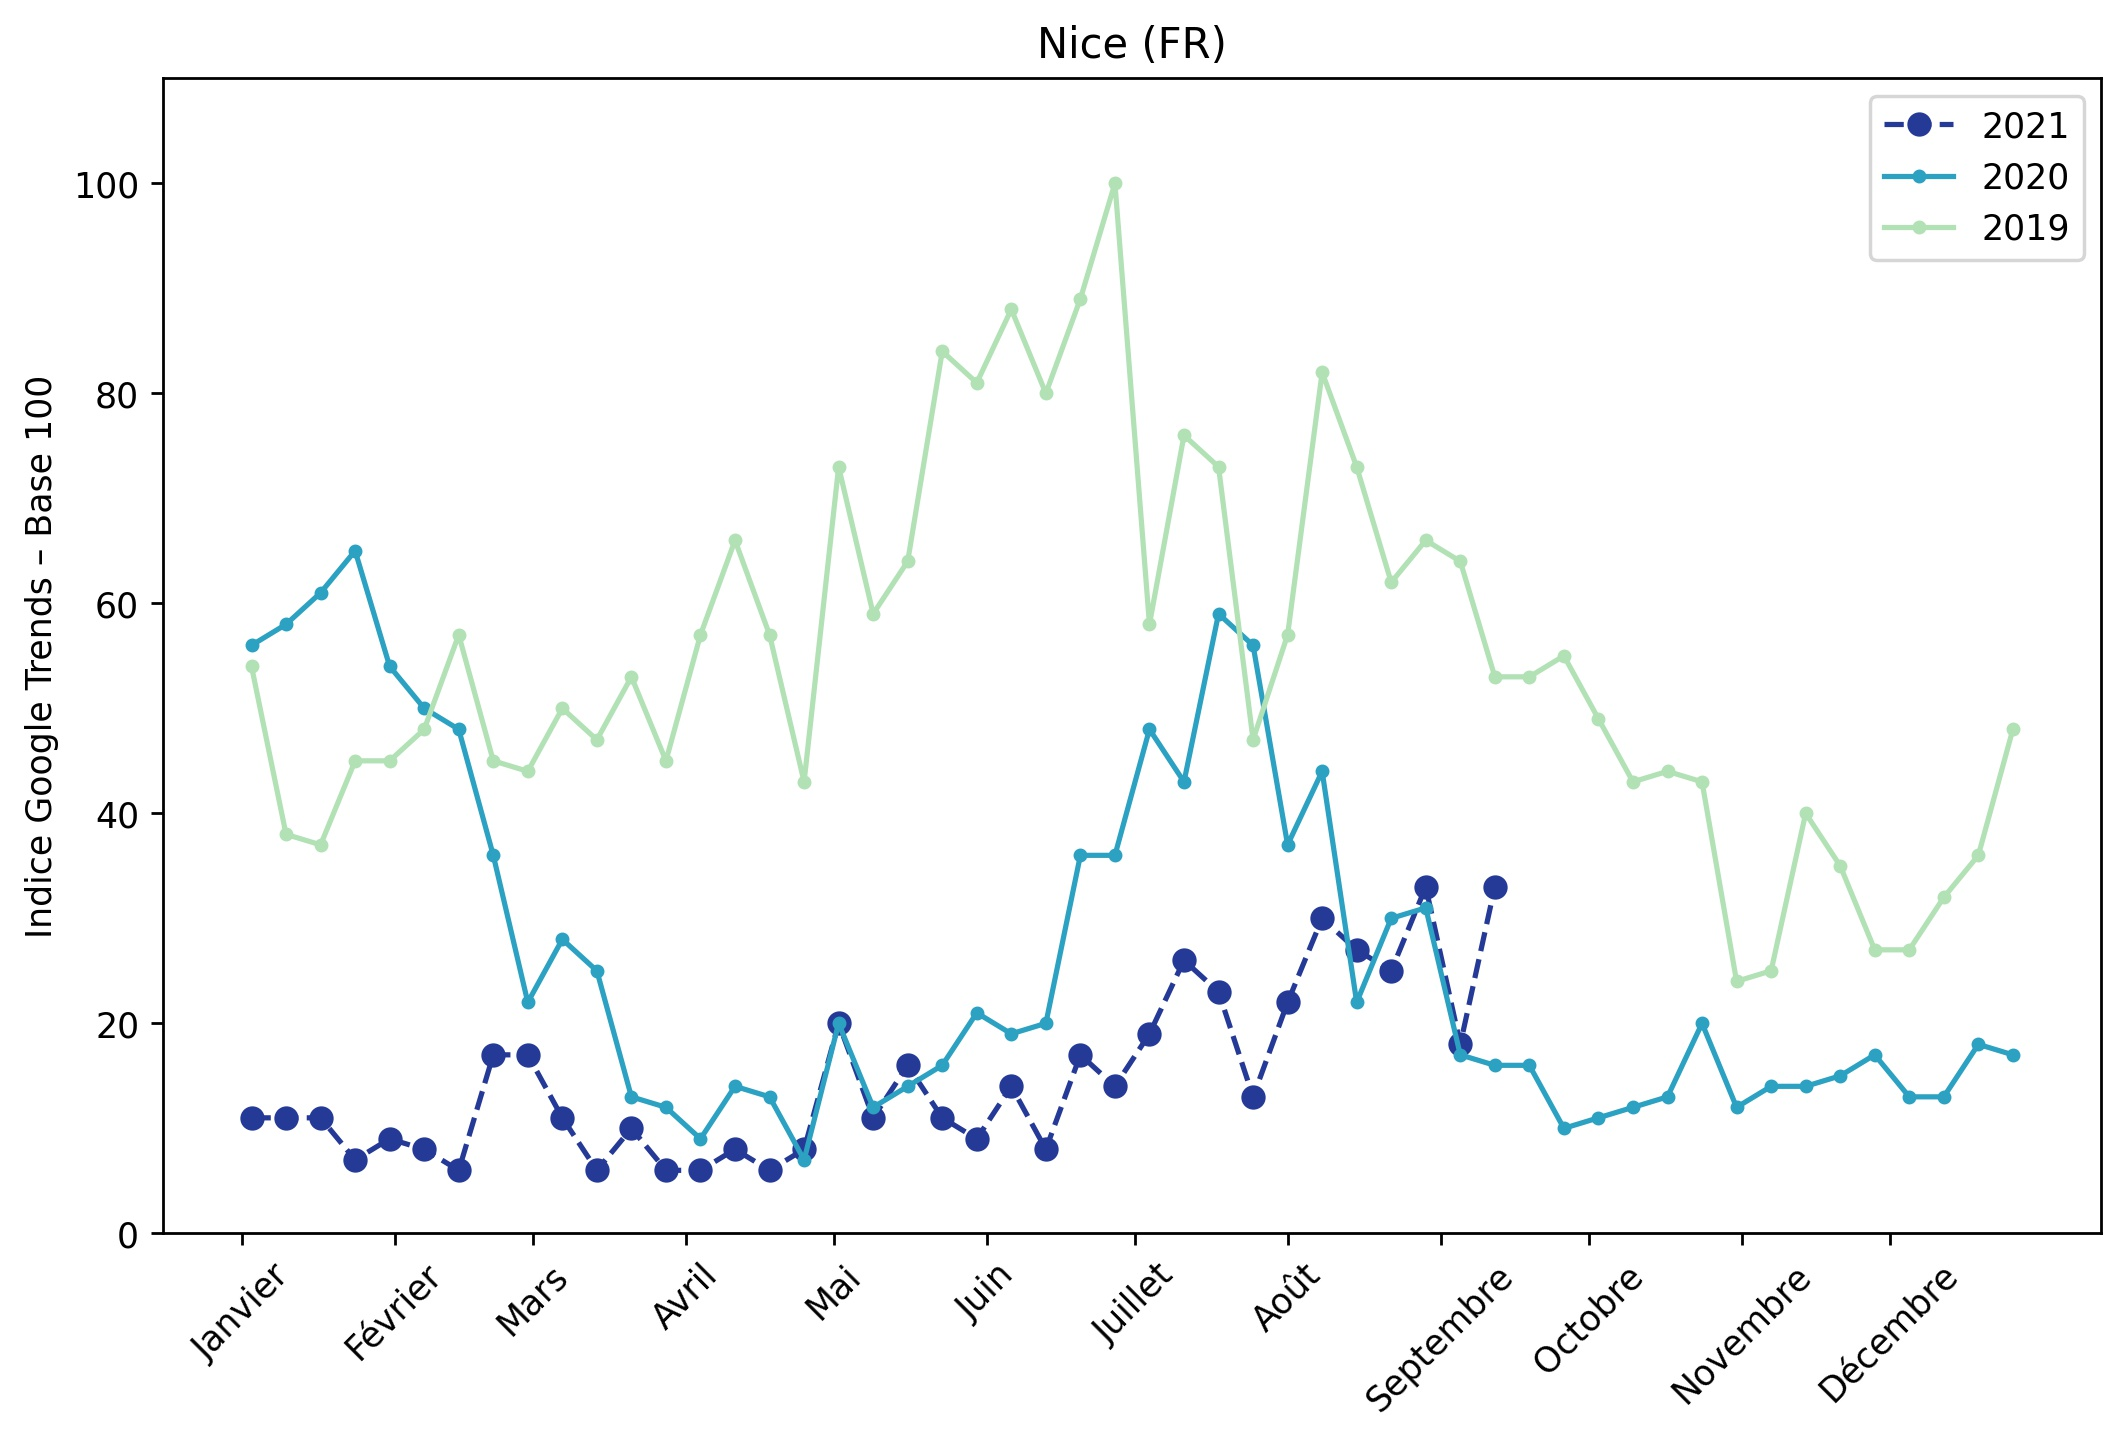 Nice (FR)
2021
2020
2019
Indice Google Trends – Base 100
100
80
60
40
20
0
Janvier
Février
Mars
Avril
Mai
Juin
Juillet
Août
Septembre
Octobre
Novembre
Décembre